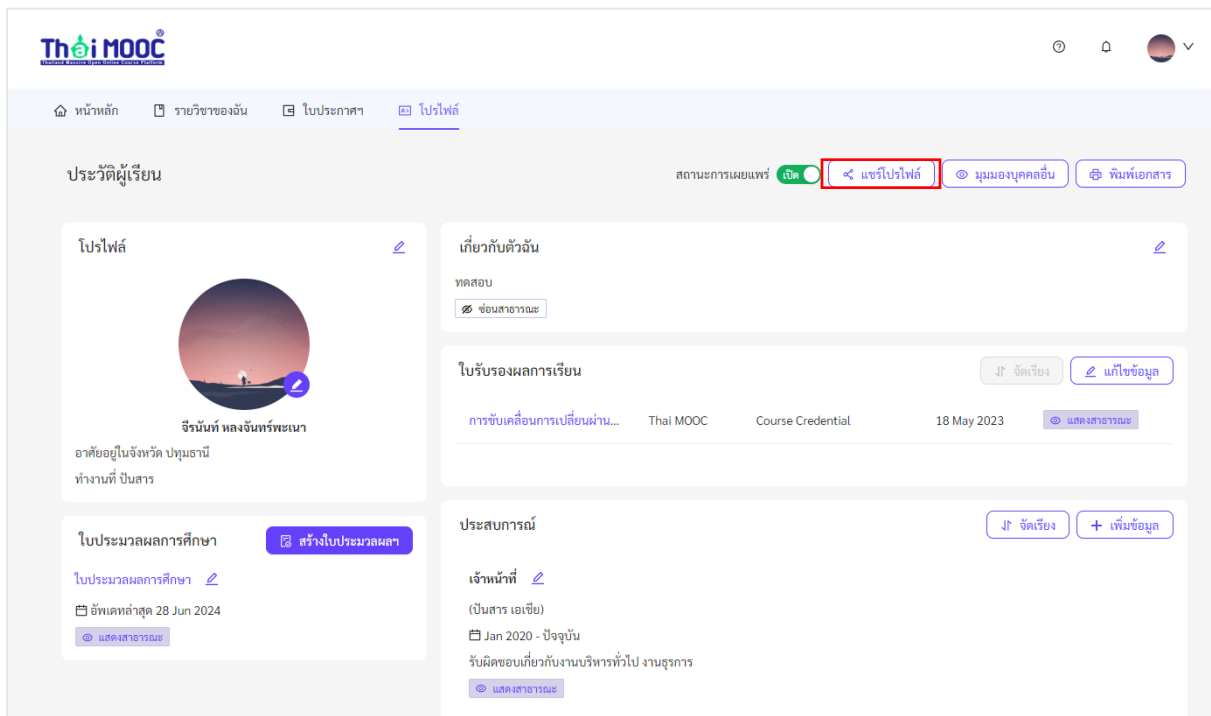 Thai MOOC
Thailand Massive Open Online Course Platform
หน้าหลัก รายวิชาของฉัน ใบประกาศฯ โปรไฟล์
ประวัติผู้เรียน สถานะการเผยแพร่ เปิด แชร์โปรไฟล์ มุมมองบุคคลอื่น พิมพ์เอกสาร
โปรไฟล์
จีรนันท์ หลงจันทร์พะเนา
อาศัยอยู่ในจังหวัด ปทุมธานี
ทำงานที่ ปันสาร
ใบประมวลผลการศึกษา สร้างใบประมวลผลฯ
ใบประมวลผลการศึกษา
อัพเดทล่าสุด 28 Jun 2024
แสดงสาธารณะ
เกี่ยวกับตัวฉัน
ทดสอบ
ซ่อนสาธารณะ
ใบรับรองผลการเรียน จัดเรียง แก้ไขข้อมูล
การขับเคลื่อนการเปลี่ยนผ่าน... Thai MOOC Course Credential 18 May 2023 แสดงสาธารณะ
ประสบการณ์ จัดเรียง เพิ่มข้อมูล
เจ้าหน้าที่
(ปันสาร เอเชีย)
Jan 2020 - ปัจจุบัน
รับผิดชอบเกี่ยวกับงานบริหารทั่วไป งานธุรการ
แสดงสาธารณะ